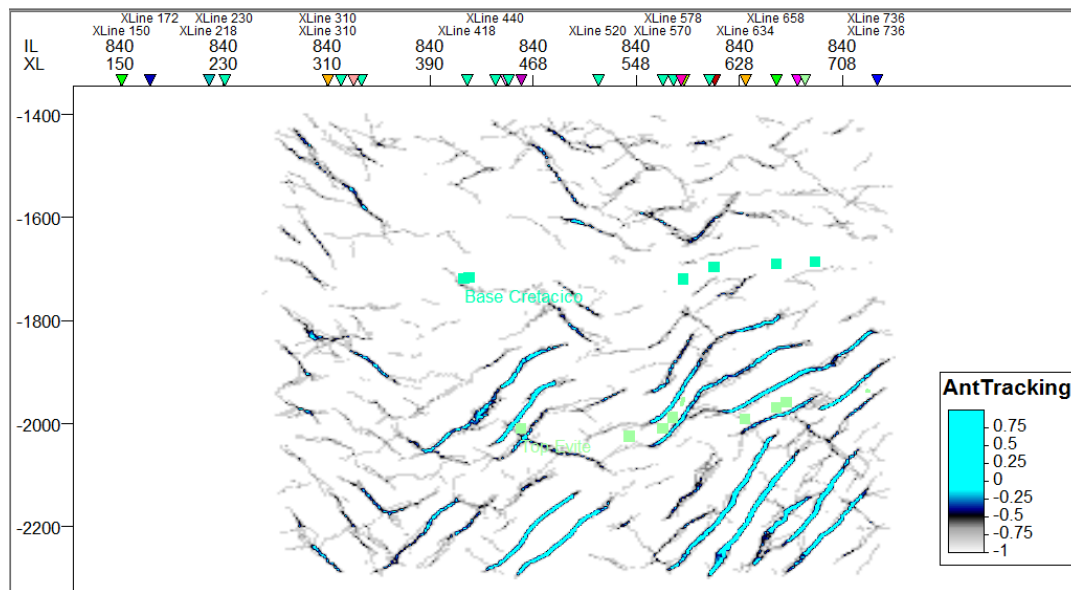 XLine 172 XLine 230 XLine 310 XLine 440 XLine 578 XLine 658 XLine 736
XLine 150 XLine 218 XLine 310 XLine 418 XLine 520 XLine 570 XLine 634 XLine 736
IL 840 840 840 840 840 840 840 840
XL 150 230 310 390 468 548 628 708
-1400
-1600
Base Cretacico
-1800
AntTracking
0.75
0.5
0.25
0
-0.25
-0.5
-0.75
-1
-2000
Top Evite
-2200